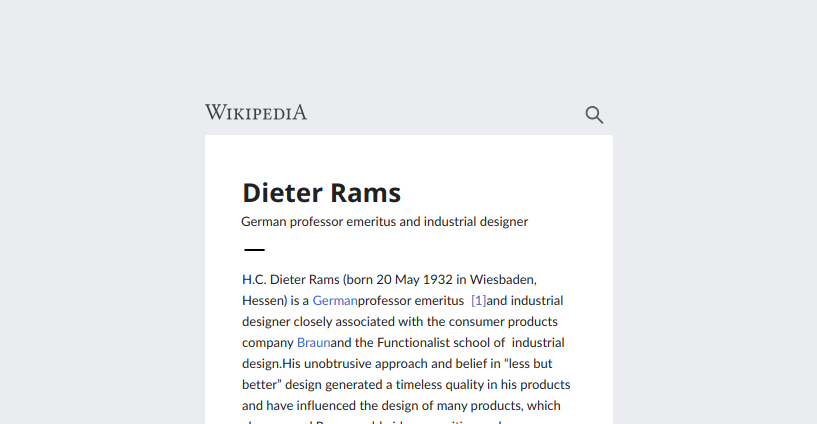 WIKIPEDIA
Dieter Rams
German professor emeritus and industrial designer
H.C. Dieter Rams (born 20 May 1932 in Wiesbaden,
Hessen) is a Germanprofessor emeritus  [1]and industrial
designer closely associated with the consumer products
company Braunand the Functionalist school of  industrial
design.His unobtrusive approach and belief in “less but
better” design generated a timeless quality in his products
and have influenced the design of many products, which